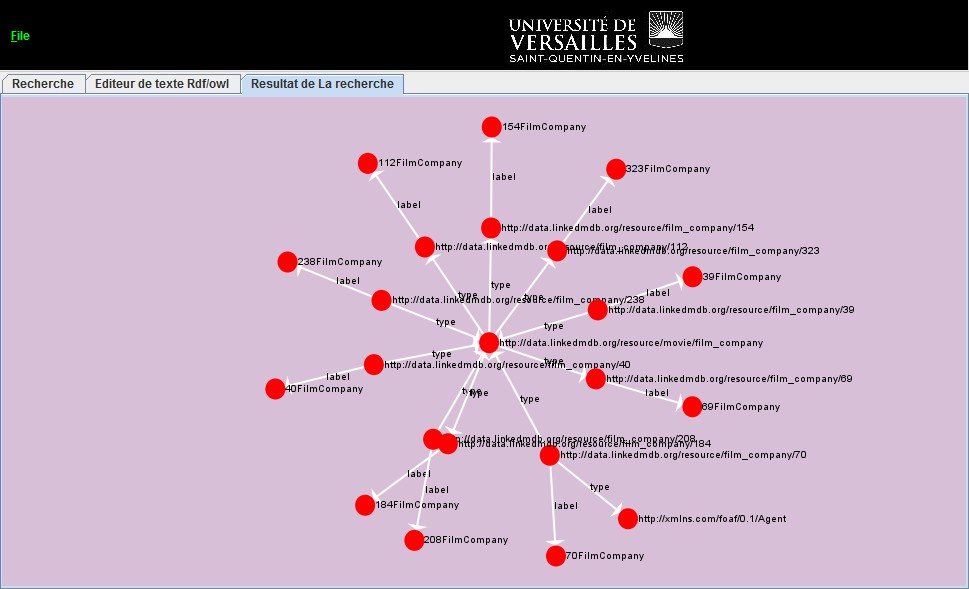 File
UNIVERSITÉ DE
VERSAILLES
SAINT-QUENTIN-EN-YVELINES
Recherche
Editeur de texte Rdf/owl
Resultat de La recherche
154FilmCompany
112FilmCompany
323FilmCompany
label
label
label
http://data.linkedmdb.org/resource/film_company/154
http://data.linkedmdb.org/resource/film_company/112
http://data.linkedmdb.org/resource/film_company/323
238FilmCompany
39FilmCompany
label
type
label
type
type
http://data.linkedmdb.org/resource/film_company/238
http://data.linkedmdb.org/resource/film_company/39
type
type
http://data.linkedmdb.org/resource/movie/film_company
type
type
http://data.linkedmdb.org/resource/film_company/40
label
http://data.linkedmdb.org/resource/film_company/69
40FilmCompany
type
type
label
type
69FilmCompany
http://data.linkedmdb.org/resource/film_company/208
http://data.linkedmdb.org/resource/film_company/184
http://data.linkedmdb.org/resource/film_company/70
label
label
type
184FilmCompany
label
http://xmlns.com/foaf/0.1/Agent
208FilmCompany
70FilmCompany